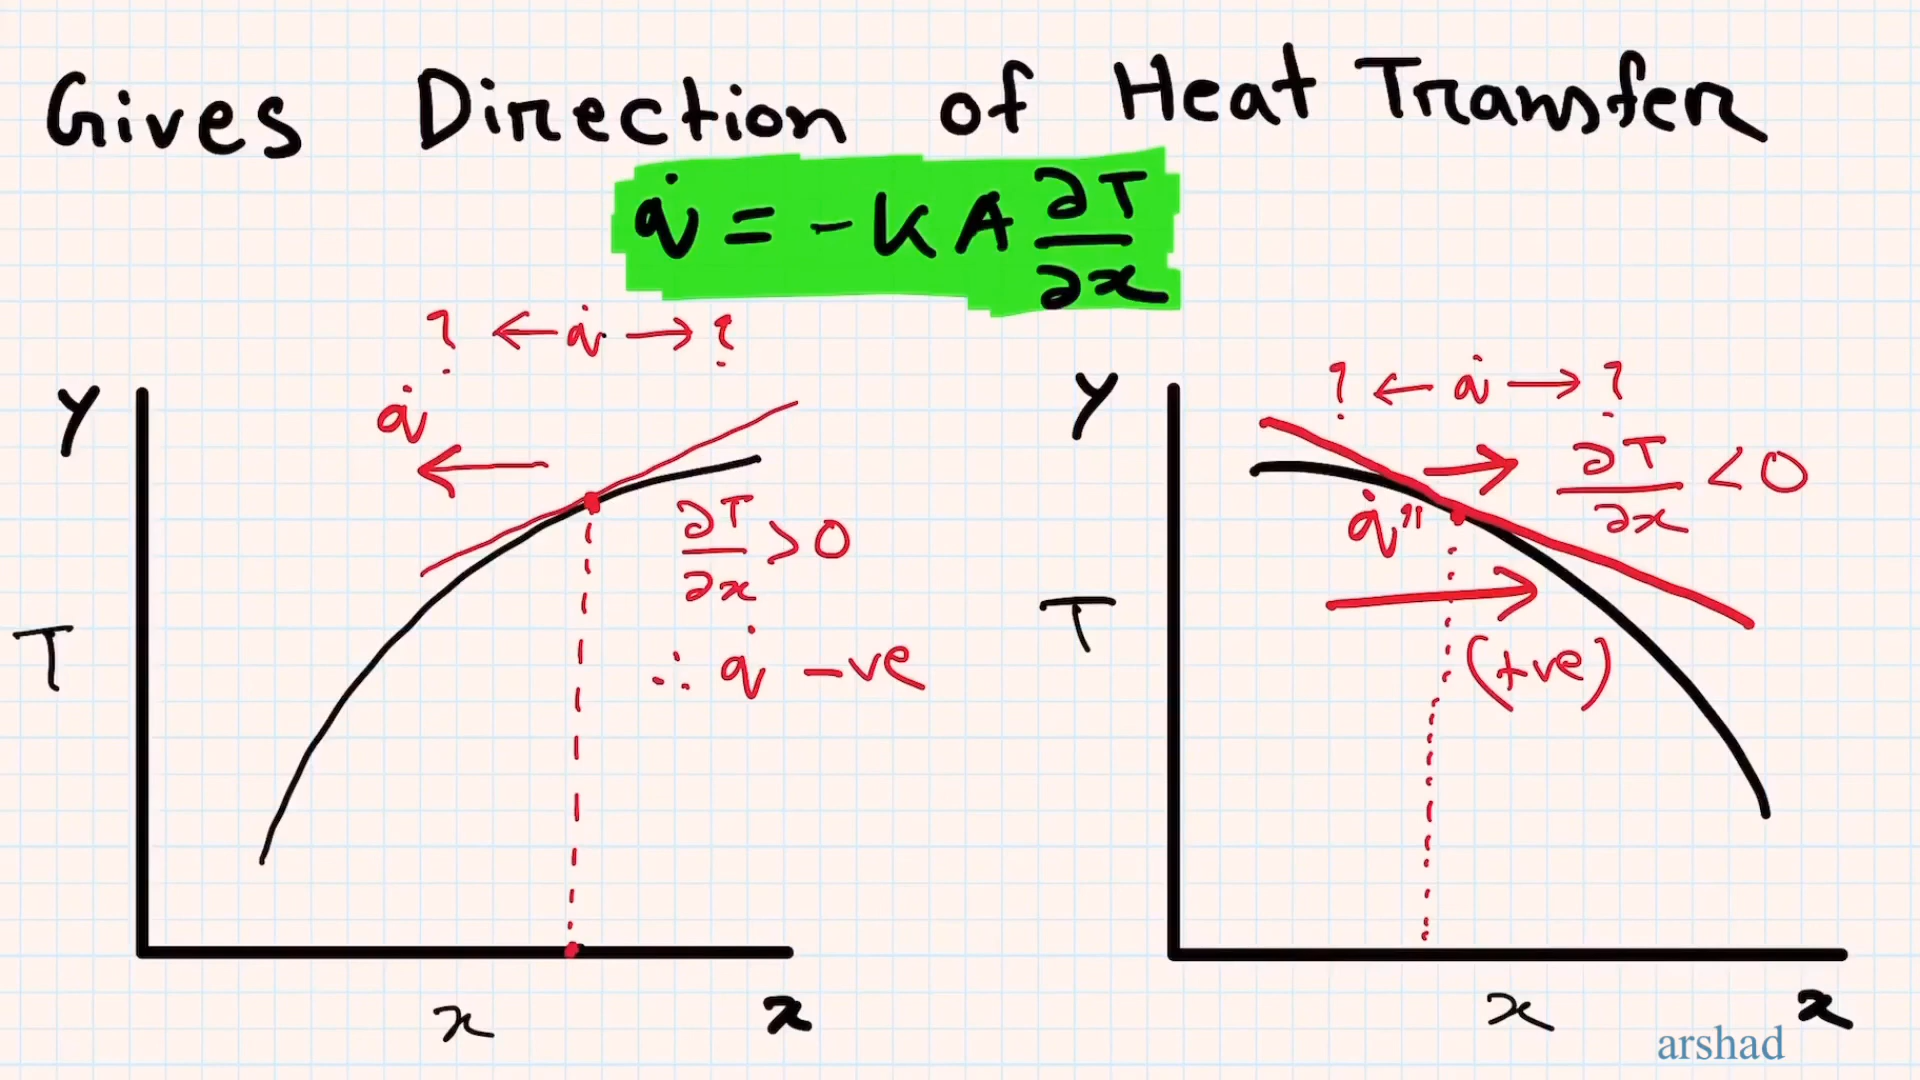 Gives Direction of Heat Transfer
q̇ = -KA ∂T/∂x
? ← q̇ → ?
Y
q̇
←
∂T/∂x > 0
∴ q̇ -ve
T
x
x
? ← q̇ → ?
Y
→
∂T/∂x < 0
q̇"
→
(+ve)
T
x
x
arshad